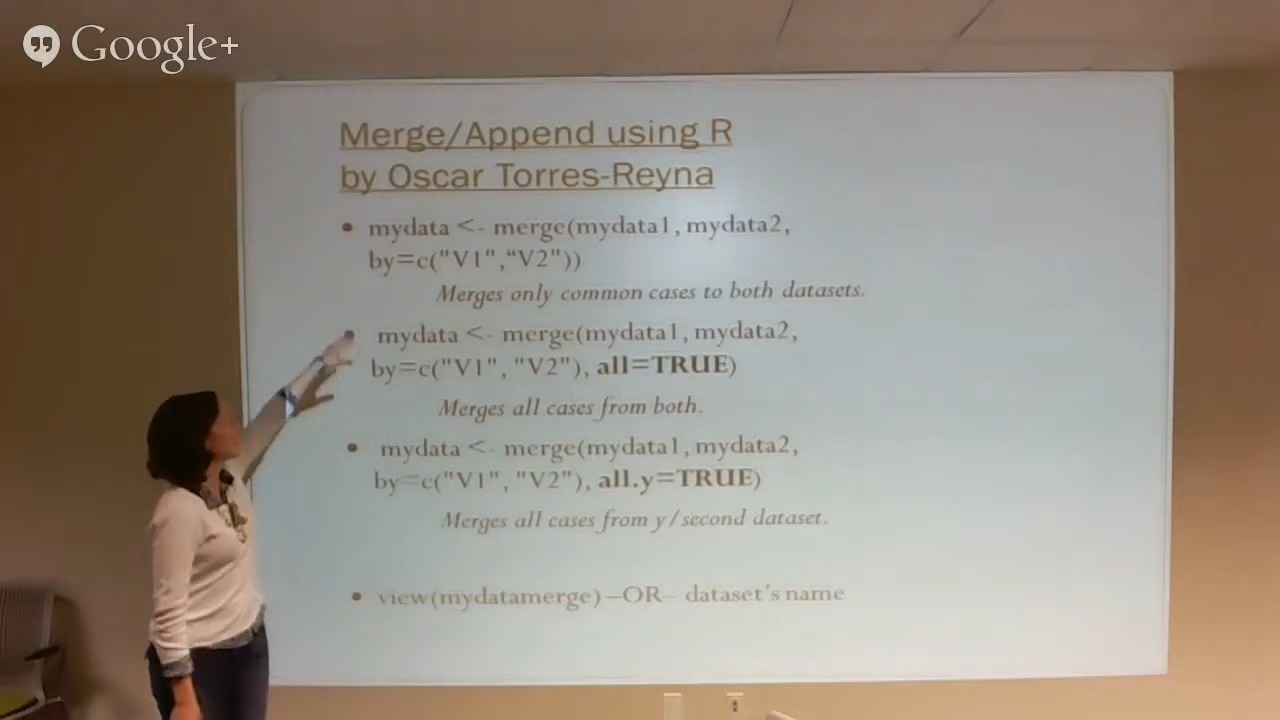 Google+
Merge/Append using R
by Oscar Torres-Reyna
• mydata <- merge(mydata1, mydata2,
by=c("V1",“V2"))
Merges only common cases to both datasets.
• mydata <- merge(mydata1, mydata2,
by=c("V1", "V2"), all=TRUE)
Merges all cases from both.
• mydata <- merge(mydata1, mydata2,
by=c("V1", "V2"), all.y=TRUE)
Merges all cases from y/second dataset.
• view(mydatamerge) –OR– dataset's name